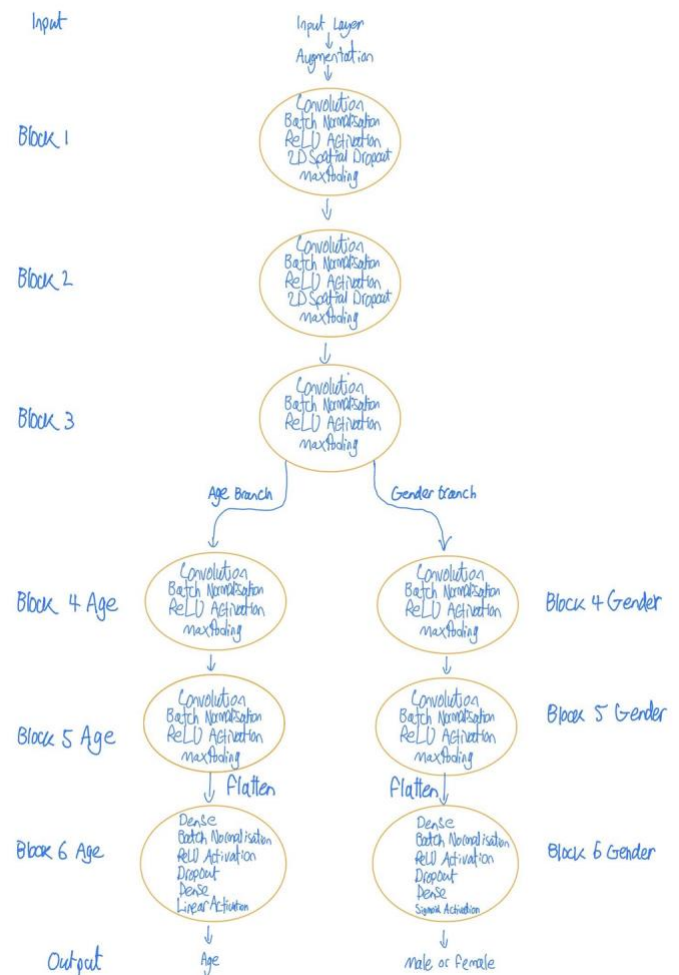 Input
Input Layer
Augmentation
Block 1
Convolution
Batch Normalisation
ReLU Activation
2D Spatial Dropout
maxPooling
Block 2
Convolution
Batch Normalisation
ReLU Activation
2D Spatial Dropout
maxPooling
Block 3
Convolution
Batch Normalisation
ReLU Activation
maxPooling
Age Branch
Gender branch
Block 4 Age
Convolution
Batch Normalisation
ReLU Activation
maxPooling
Convolution
Batch Normalisation
ReLU Activation
maxPooling
Block 4 Gender
Block 5 Age
Convolution
Batch Normalisation
ReLU Activation
maxPooling
Convolution
Batch Normalisation
ReLU Activation
maxPooling
Block 5 Gender
Flatten
Flatten
Block 6 Age
Dense
Batch Normalisation
ReLU Activation
Dropout
Dense
Linear Activation
Dense
Batch Normalisation
ReLU Activation
Dropout
Dense
Sigmoid Activation
Block 6 Gender
Output
Age
Male or Female